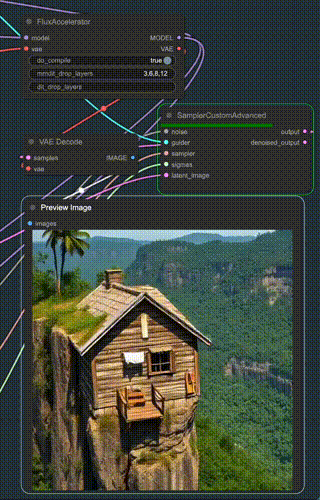 FluxAccelerator
model MODEL
vae VAE
do_compile true
mmdit_drop_layers 3,6,8,12
dit_drop_layers
SamplerCustomAdvanced
noise output
guider denoised_output
sampler
sigmas
latent_image
VAE Decode
samples IMAGE
vae
Preview Image
images